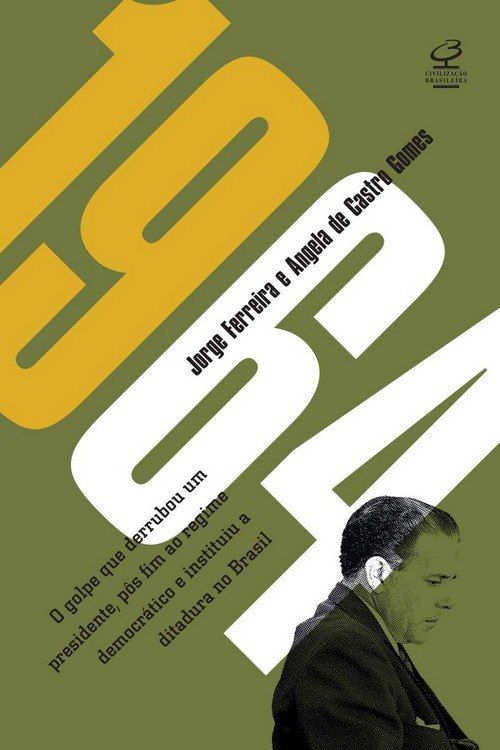 1964
Jorge Ferreira e Angela de Castro Gomes
CIVILIZAÇÃO
BRASILEIRA
O golpe que derrubou um
presidente, pôs fim ao regime
democrático e instituiu a
ditadura no Brasil